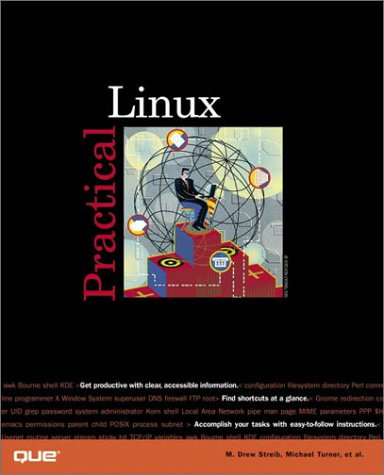 Practical
Linux
awk Bourne shell KDE >Get productive with clear, accessible information.< configuration filesystem directory Perl com
line programmer X Window System superuser DNS firewall FTP root> Find shortcuts at a glance.< Gnome redirection co
er UID grep password system administrator Korn shell Local Area Network pipe man page MIME parameters PPP $H
emacs permissions parent child POSIX process subnet > Accomplish your tasks with easy-to-follow instructions.
Usenet routing server stream sticky bit TCP/IP variables awk Bourne shell KDE configuration filesystem directory Perl
QUE®
M. Drew Streib, Michael Turner, et al.